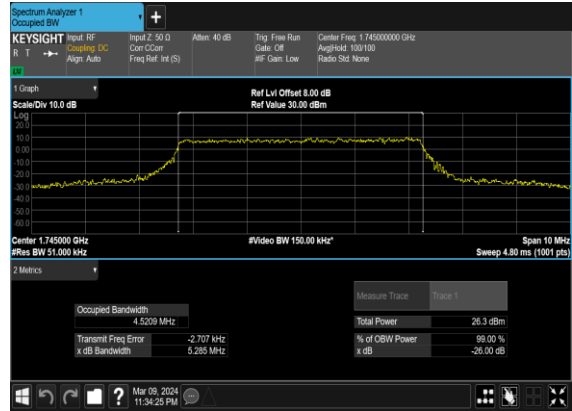 Spectrum Analyzer 1
Occupied BW
KEYSIGHT
R T
Input: RF
Coupling: DC
Align: Auto
Input Z: 50 Ω
Corr CCorr
Freq Ref: Int (S)
Atten: 40 dB
Trig: Free Run
Gate: Off
#IF Gain: Low
Center Freq: 1.745000000 GHz
Avg|Hold: 100/100
Radio Std: None
1 Graph
Scale/Div 10.0 dB
Ref Lvl Offset 8.00 dB
Ref Value 30.00 dBm
Log
20.0
10.0
0.00
-10.0
-20.0
-30.0
-40.0
-50.0
-60.0
Center 1.745000 GHz
#Res BW 51.000 kHz
#Video BW 150.00 kHz*
Span 10 MHz
Sweep 4.80 ms (1001 pts)
2 Metrics
Measure Trace
Trace 1
Occupied Bandwidth
4.5209 MHz
Total Power
26.3 dBm
Transmit Freq Error
-2.707 kHz
% of OBW Power
99.00 %
x dB Bandwidth
5.285 MHz
x dB
-26.00 dB
?
Mar 09, 2024
11:34:25 PM